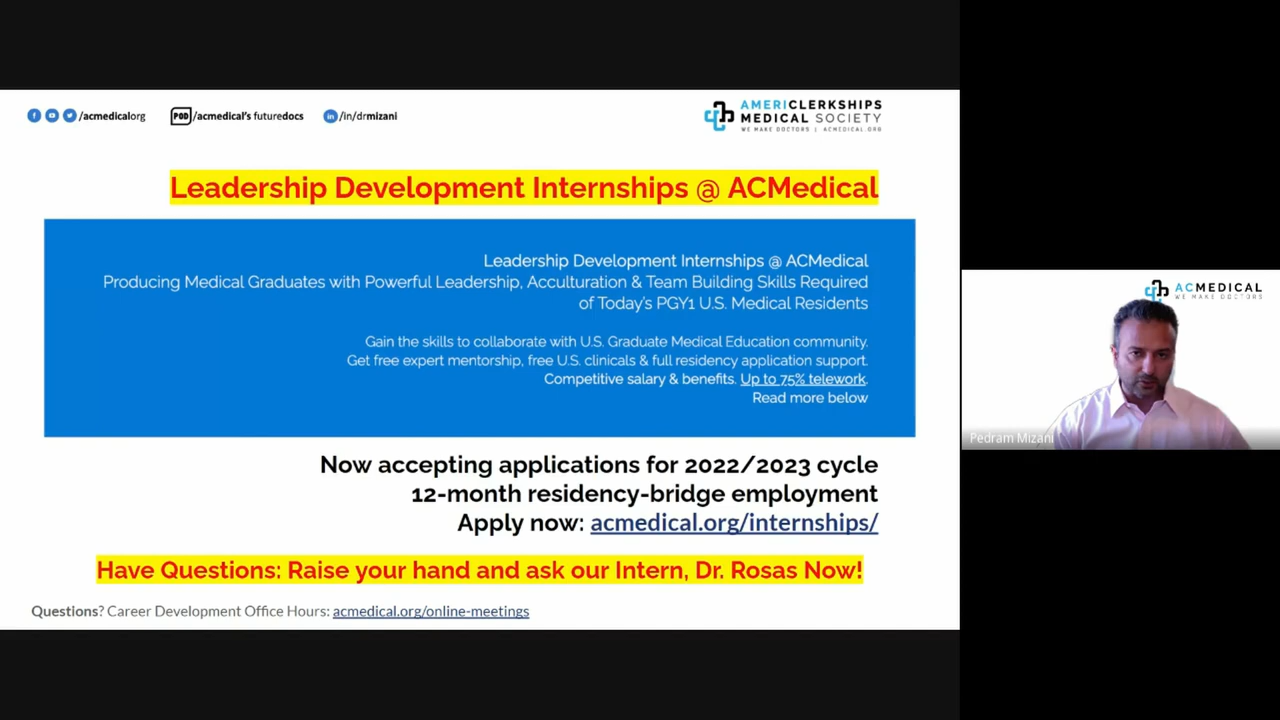 /acmedicalorg
POD /acmedical's futuredocs
in /in/drmizani
AMERICLERKSHIPS
MEDICAL SOCIETY
WE MAKE DOCTORS | ACMEDICAL.ORG
Leadership Development Internships @ ACMedical
Leadership Development Internships @ ACMedical
Producing Medical Graduates with Powerful Leadership, Acculturation & Team Building Skills Required
of Today's PGY1 U.S. Medical Residents
Gain the skills to collaborate with U.S. Graduate Medical Education community.
Get free expert mentorship, free U.S. clinicals & full residency application support.
Competitive salary & benefits. Up to 75% telework.
Read more below
Now accepting applications for 2022/2023 cycle
12-month residency-bridge employment
Apply now: acmedical.org/internships/
Have Questions: Raise your hand and ask our Intern, Dr. Rosas Now!
Questions? Career Development Office Hours: acmedical.org/online-meetings
ACMEDICAL
WE MAKE DOCTORS
Pedram Mizani